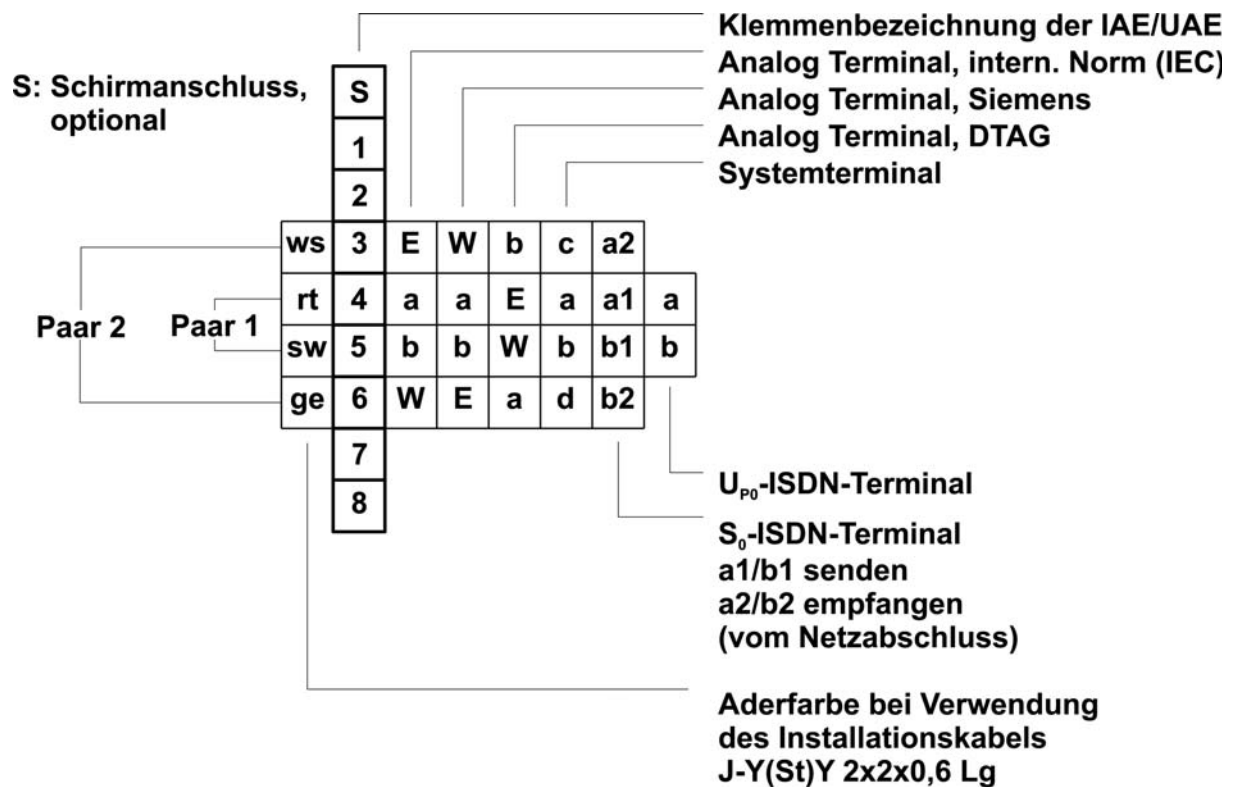 Klemmenbezeichnung der IAE/UAE
Analog Terminal, intern. Norm (IEC)
Analog Terminal, Siemens
Analog Terminal, DTAG
Systemterminal
S: Schirmanschluss,
optional
S
1
2
ws 3 E W b c a2
rt 4 a a E a a1 a
Paar 2 Paar 1
sw 5 b b W b b1 b
ge 6 W E a d b2
7
8
UP0-ISDN-Terminal
S0-ISDN-Terminal
a1/b1 senden
a2/b2 empfangen
(vom Netzabschluss)
Aderfarbe bei Verwendung
des Installationskabels
J-Y(St)Y 2x2x0,6 Lg